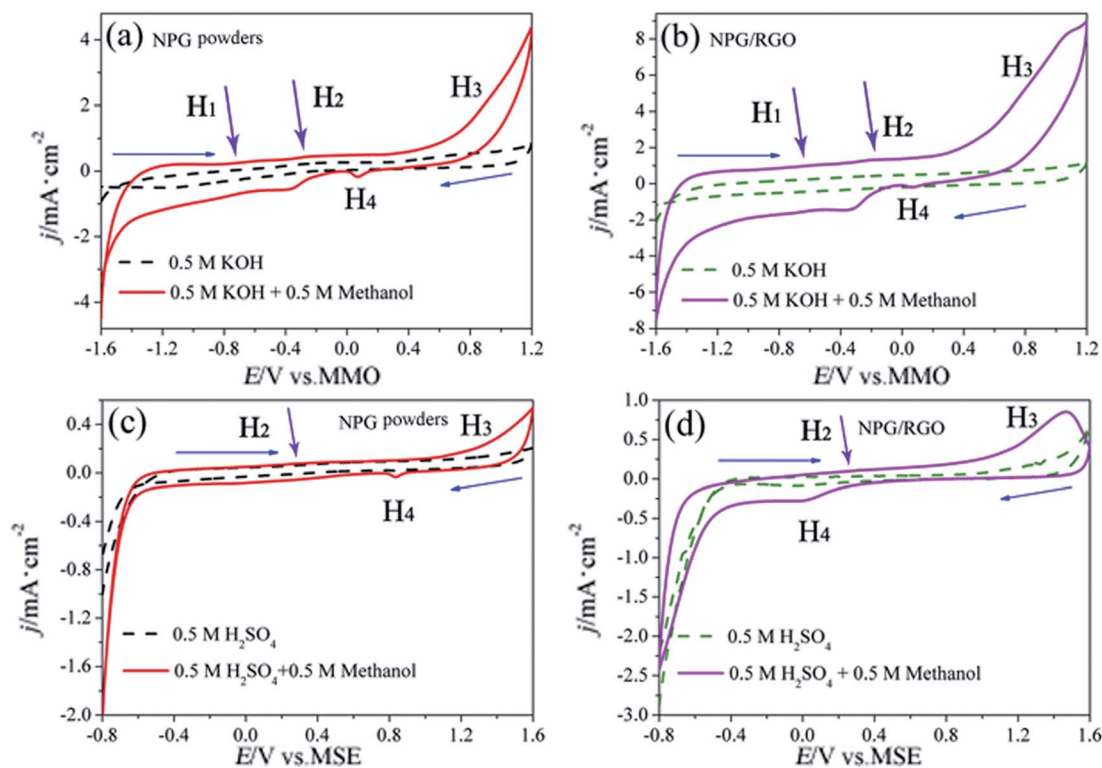 (a) NPG powders
H1
H2
H3
H4
0.5 M KOH
0.5 M KOH + 0.5 M Methanol
j/mA·cm-2
4
2
0
-2
-4
-1.6 -1.2 -0.8 -0.4 0.0 0.4 0.8 1.2
E/V vs.MMO
(b) NPG/RGO
H1
H2
H3
H4
0.5 M KOH
0.5 M KOH + 0.5 M Methanol
j/mA·cm-2
8
6
4
2
0
-2
-4
-6
-8
-1.6 -1.2 -0.8 -0.4 0.0 0.4 0.8 1.2
E/V vs.MMO
(c) NPG powders
H2
H3
H4
0.5 M H2SO4
0.5 M H2SO4+0.5 M Methanol
j/mA·cm-2
0.4
0.0
-0.4
-0.8
-1.2
-1.6
-2.0
-0.8 -0.4 0.0 0.4 0.8 1.2 1.6
E/V vs.MSE
(d) NPG/RGO
H2
H3
H4
0.5 M H2SO4
0.5 M H2SO4 + 0.5 M Methanol
j/mA·cm-2
1.0
0.5
0.0
-0.5
-1.0
-1.5
-2.0
-2.5
-3.0
-0.8 -0.4 0.0 0.4 0.8 1.2 1.6
E/V vs.MSE